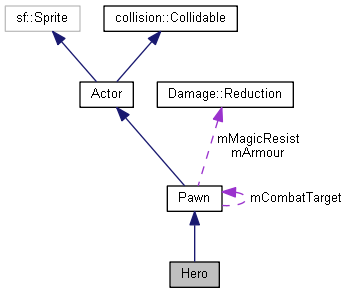 sf::Sprite
collision::Collidable
Actor
Damage::Reduction
mMagicResist
mArmour
Pawn
mCombatTarget
Hero